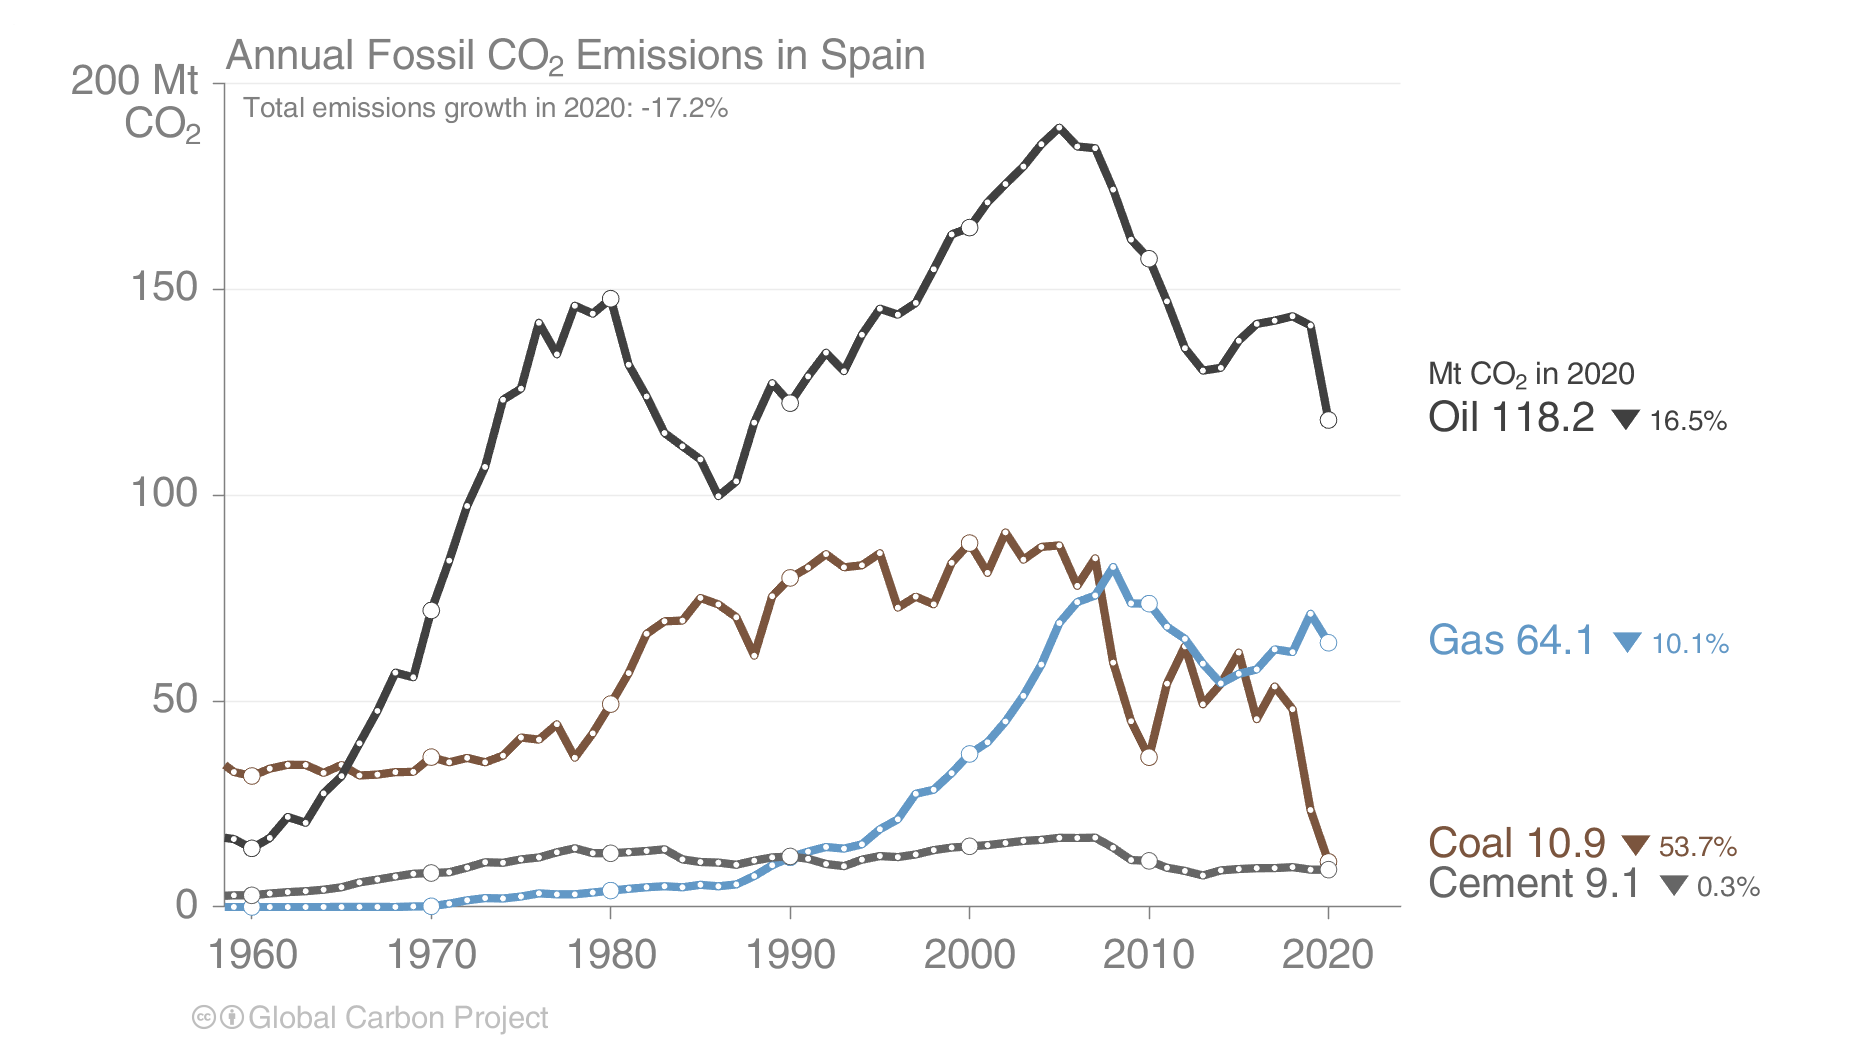 Annual Fossil CO₂ Emissions in Spain
200 Mt
CO₂
Total emissions growth in 2020: -17.2%
150
100
50
0
Mt CO₂ in 2020
Oil 118.2 ▼ 16.5%
Gas 64.1 ▼ 10.1%
Coal 10.9 ▼ 53.7%
Cement 9.1 ▼ 0.3%
1960 1970 1980 1990 2000 2010 2020
cc Global Carbon Project